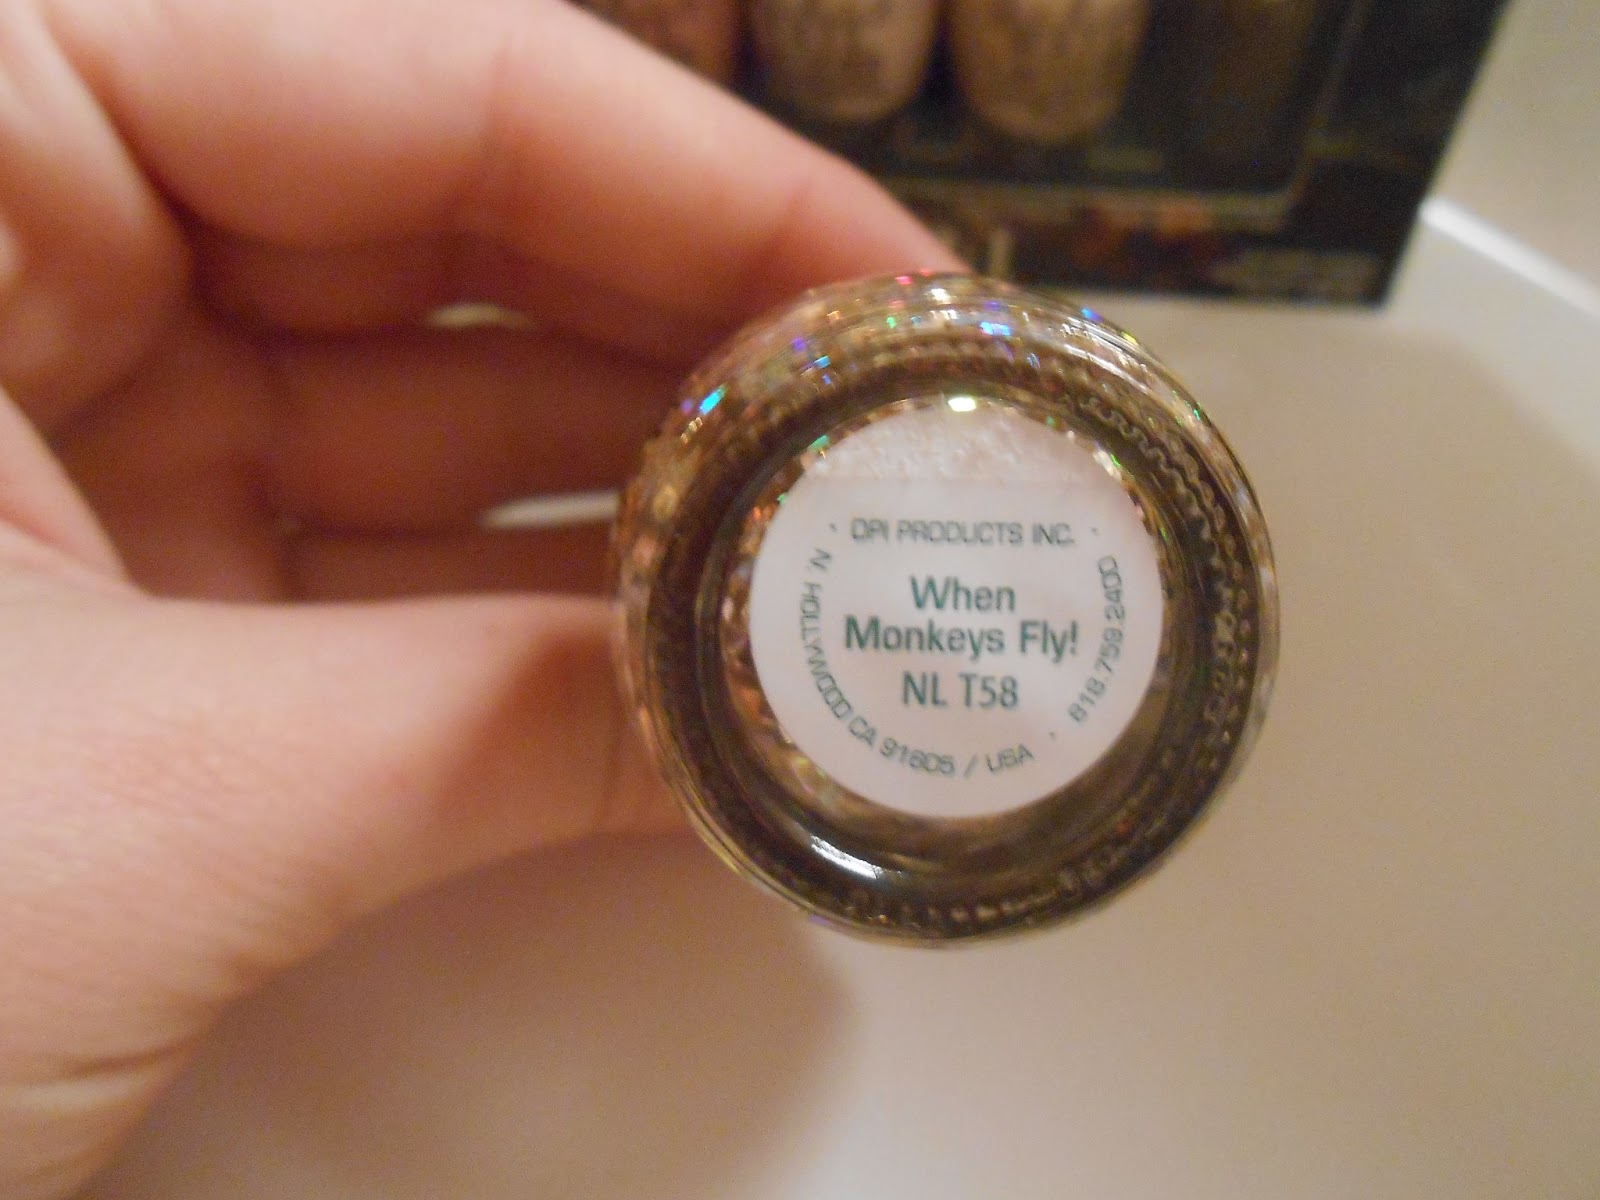 · OPI PRODUCTS INC. ·
When
Monkeys Fly!
NL T58
N. HOLLYWOOD CA 91605 / USA · 818.759.2400